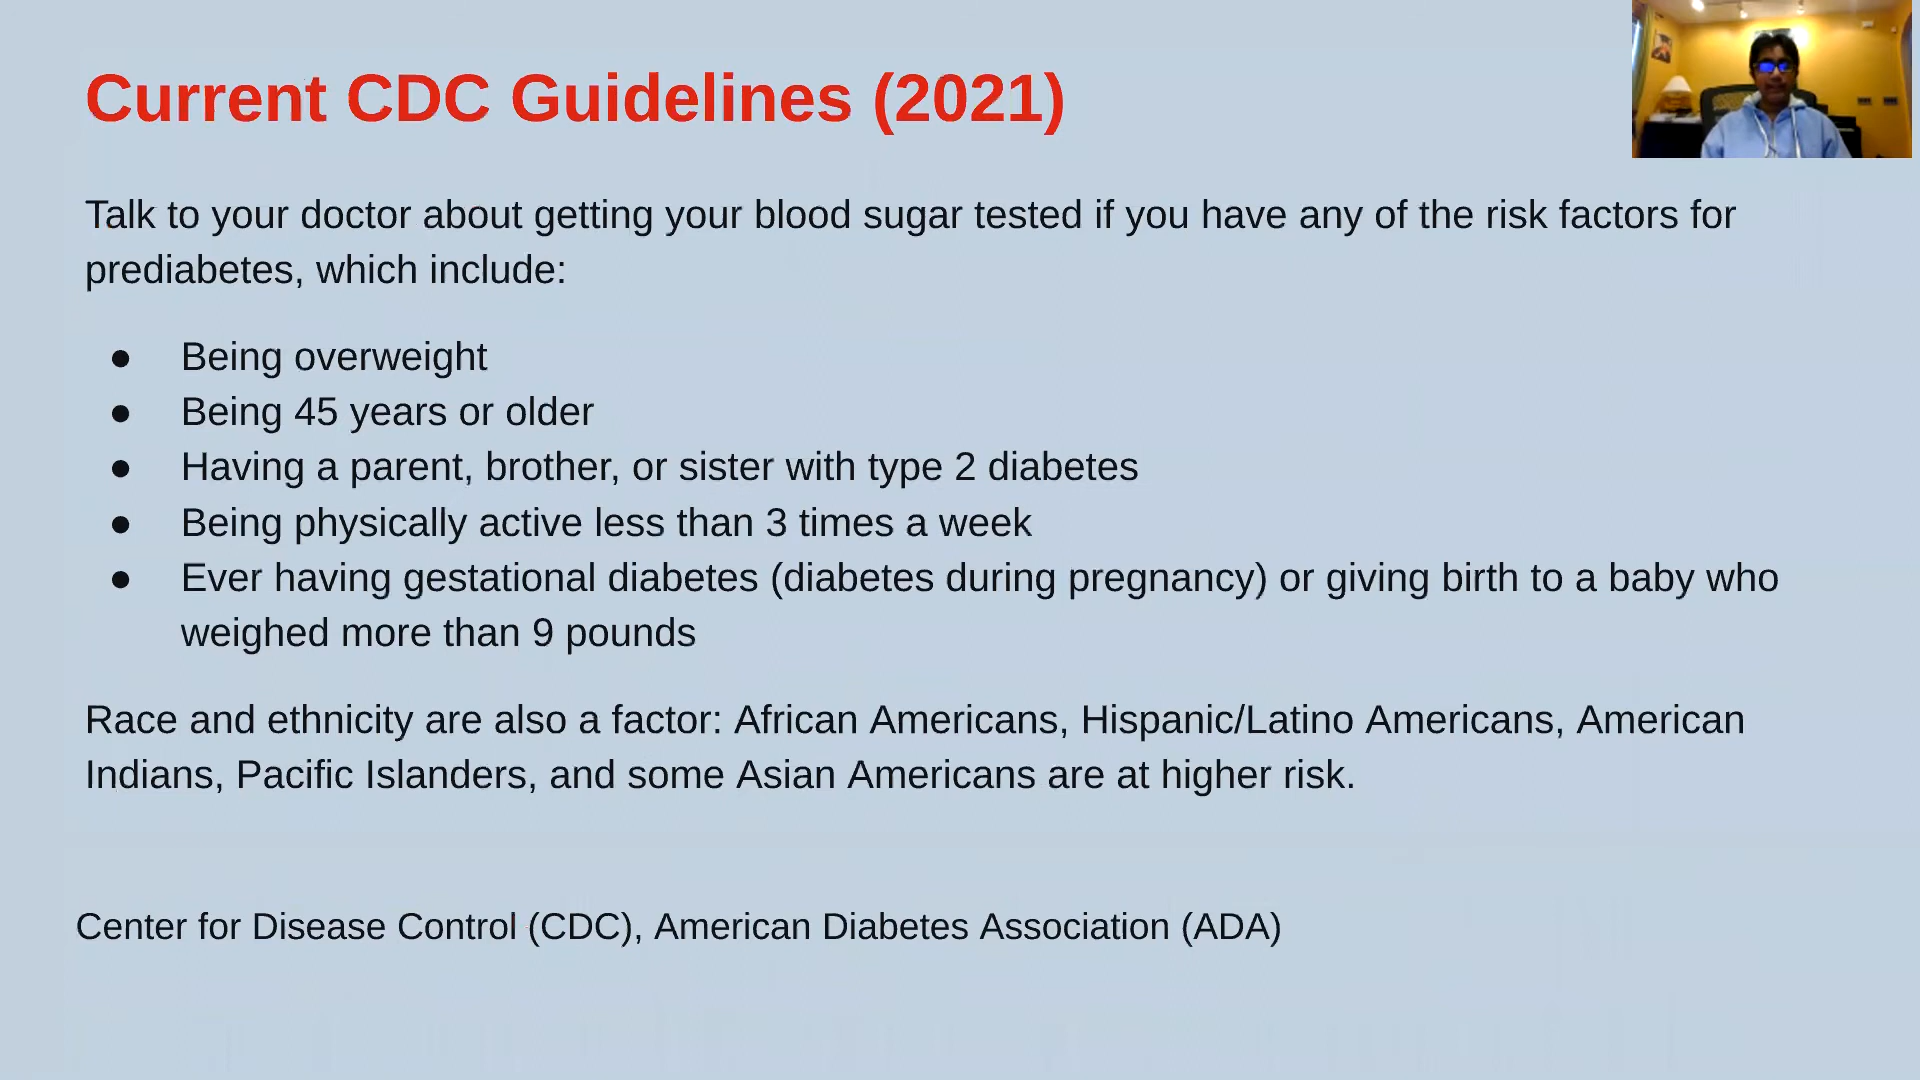 Current CDC Guidelines (2021)
Talk to your doctor about getting your blood sugar tested if you have any of the risk factors for
prediabetes, which include:
● Being overweight
● Being 45 years or older
● Having a parent, brother, or sister with type 2 diabetes
● Being physically active less than 3 times a week
● Ever having gestational diabetes (diabetes during pregnancy) or giving birth to a baby who
weighed more than 9 pounds
Race and ethnicity are also a factor: African Americans, Hispanic/Latino Americans, American
Indians, Pacific Islanders, and some Asian Americans are at higher risk.
Center for Disease Control (CDC), American Diabetes Association (ADA)